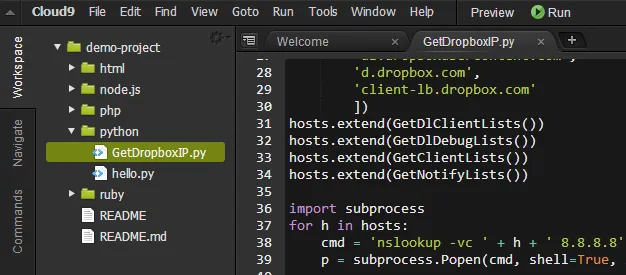 Cloud9 File Edit Find View Goto Run Tools Window Help Preview Run
Workspace
Navigate
Commands
demo-project
html
node.js
php
python
GetDropboxIP.py
hello.py
ruby
README
README.md
Welcome GetDropboxIP.py
28 'd.dropbox.com',
29 'client-lb.dropbox.com'
30 ])
31 hosts.extend(GetDlClientLists())
32 hosts.extend(GetDlDebugLists())
33 hosts.extend(GetClientLists())
34 hosts.extend(GetNotifyLists())
35
36 import subprocess
37 for h in hosts:
38 cmd = 'nslookup -vc ' + h + ' 8.8.8.8'
39 p = subprocess.Popen(cmd, shell=True,